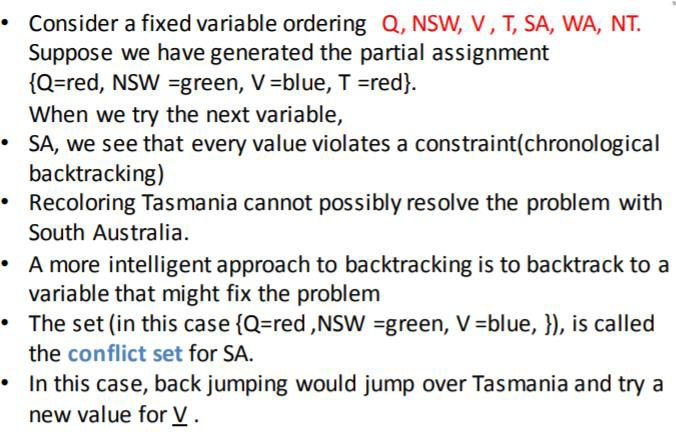 • Consider a fixed variable ordering Q, NSW, V , T, SA, WA, NT.
Suppose we have generated the partial assignment
{Q=red, NSW =green, V =blue, T =red}.
When we try the next variable,
• SA, we see that every value violates a constraint(chronological
backtracking)
• Recoloring Tasmania cannot possibly resolve the problem with
South Australia.
• A more intelligent approach to backtracking is to backtrack to a
variable that might fix the problem
• The set (in this case {Q=red ,NSW =green, V =blue, }), is called
the conflict set for SA.
• In this case, back jumping would jump over Tasmania and try a
new value for V .